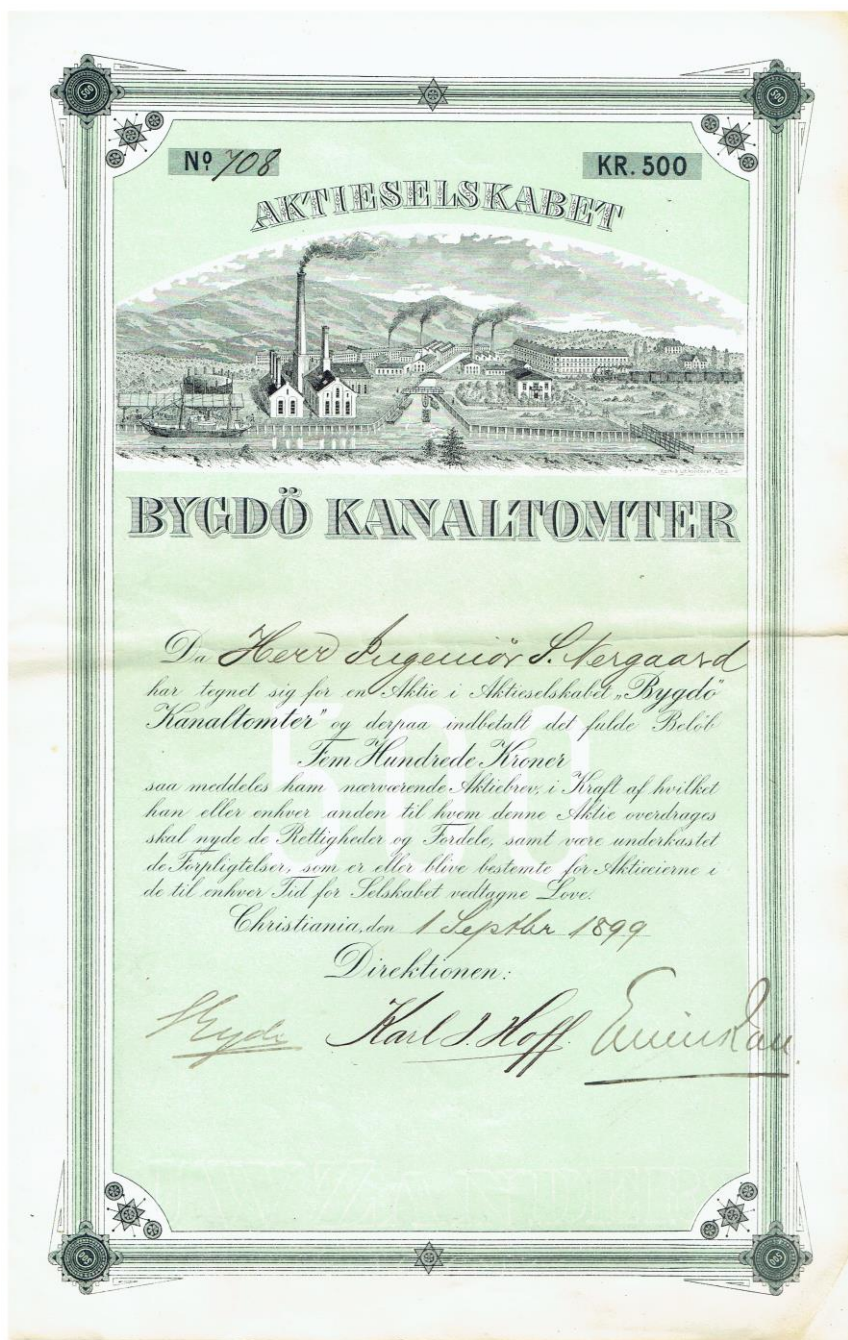 Nº 708 KR. 500
AKTIESELSKABET
BYGDÖ KANALTOMTER
Da Herr Ingeniör S. Nergaard
har tegnet sig for en Aktie i Aktieselskabet „Bygdö
Kanaltomter" og derpaa indbetalt det fulde Belöb
Fem Hundrede Kroner
saa meddeles ham nærværende Aktiebrev, i Kraft af hvilket
han eller enhver anden til hvem denne Aktie overdrages
skal nyde de Rettigheder og Fordele, samt være underkastet
de Forpligtelser, som er eller blive bestemte for Aktieeierne i
de til enhver Tid for Selskabet vedtagne Love.
500
Christiania, den 1 Septbr 1899
Direktionen:
Karl J. Hoff.